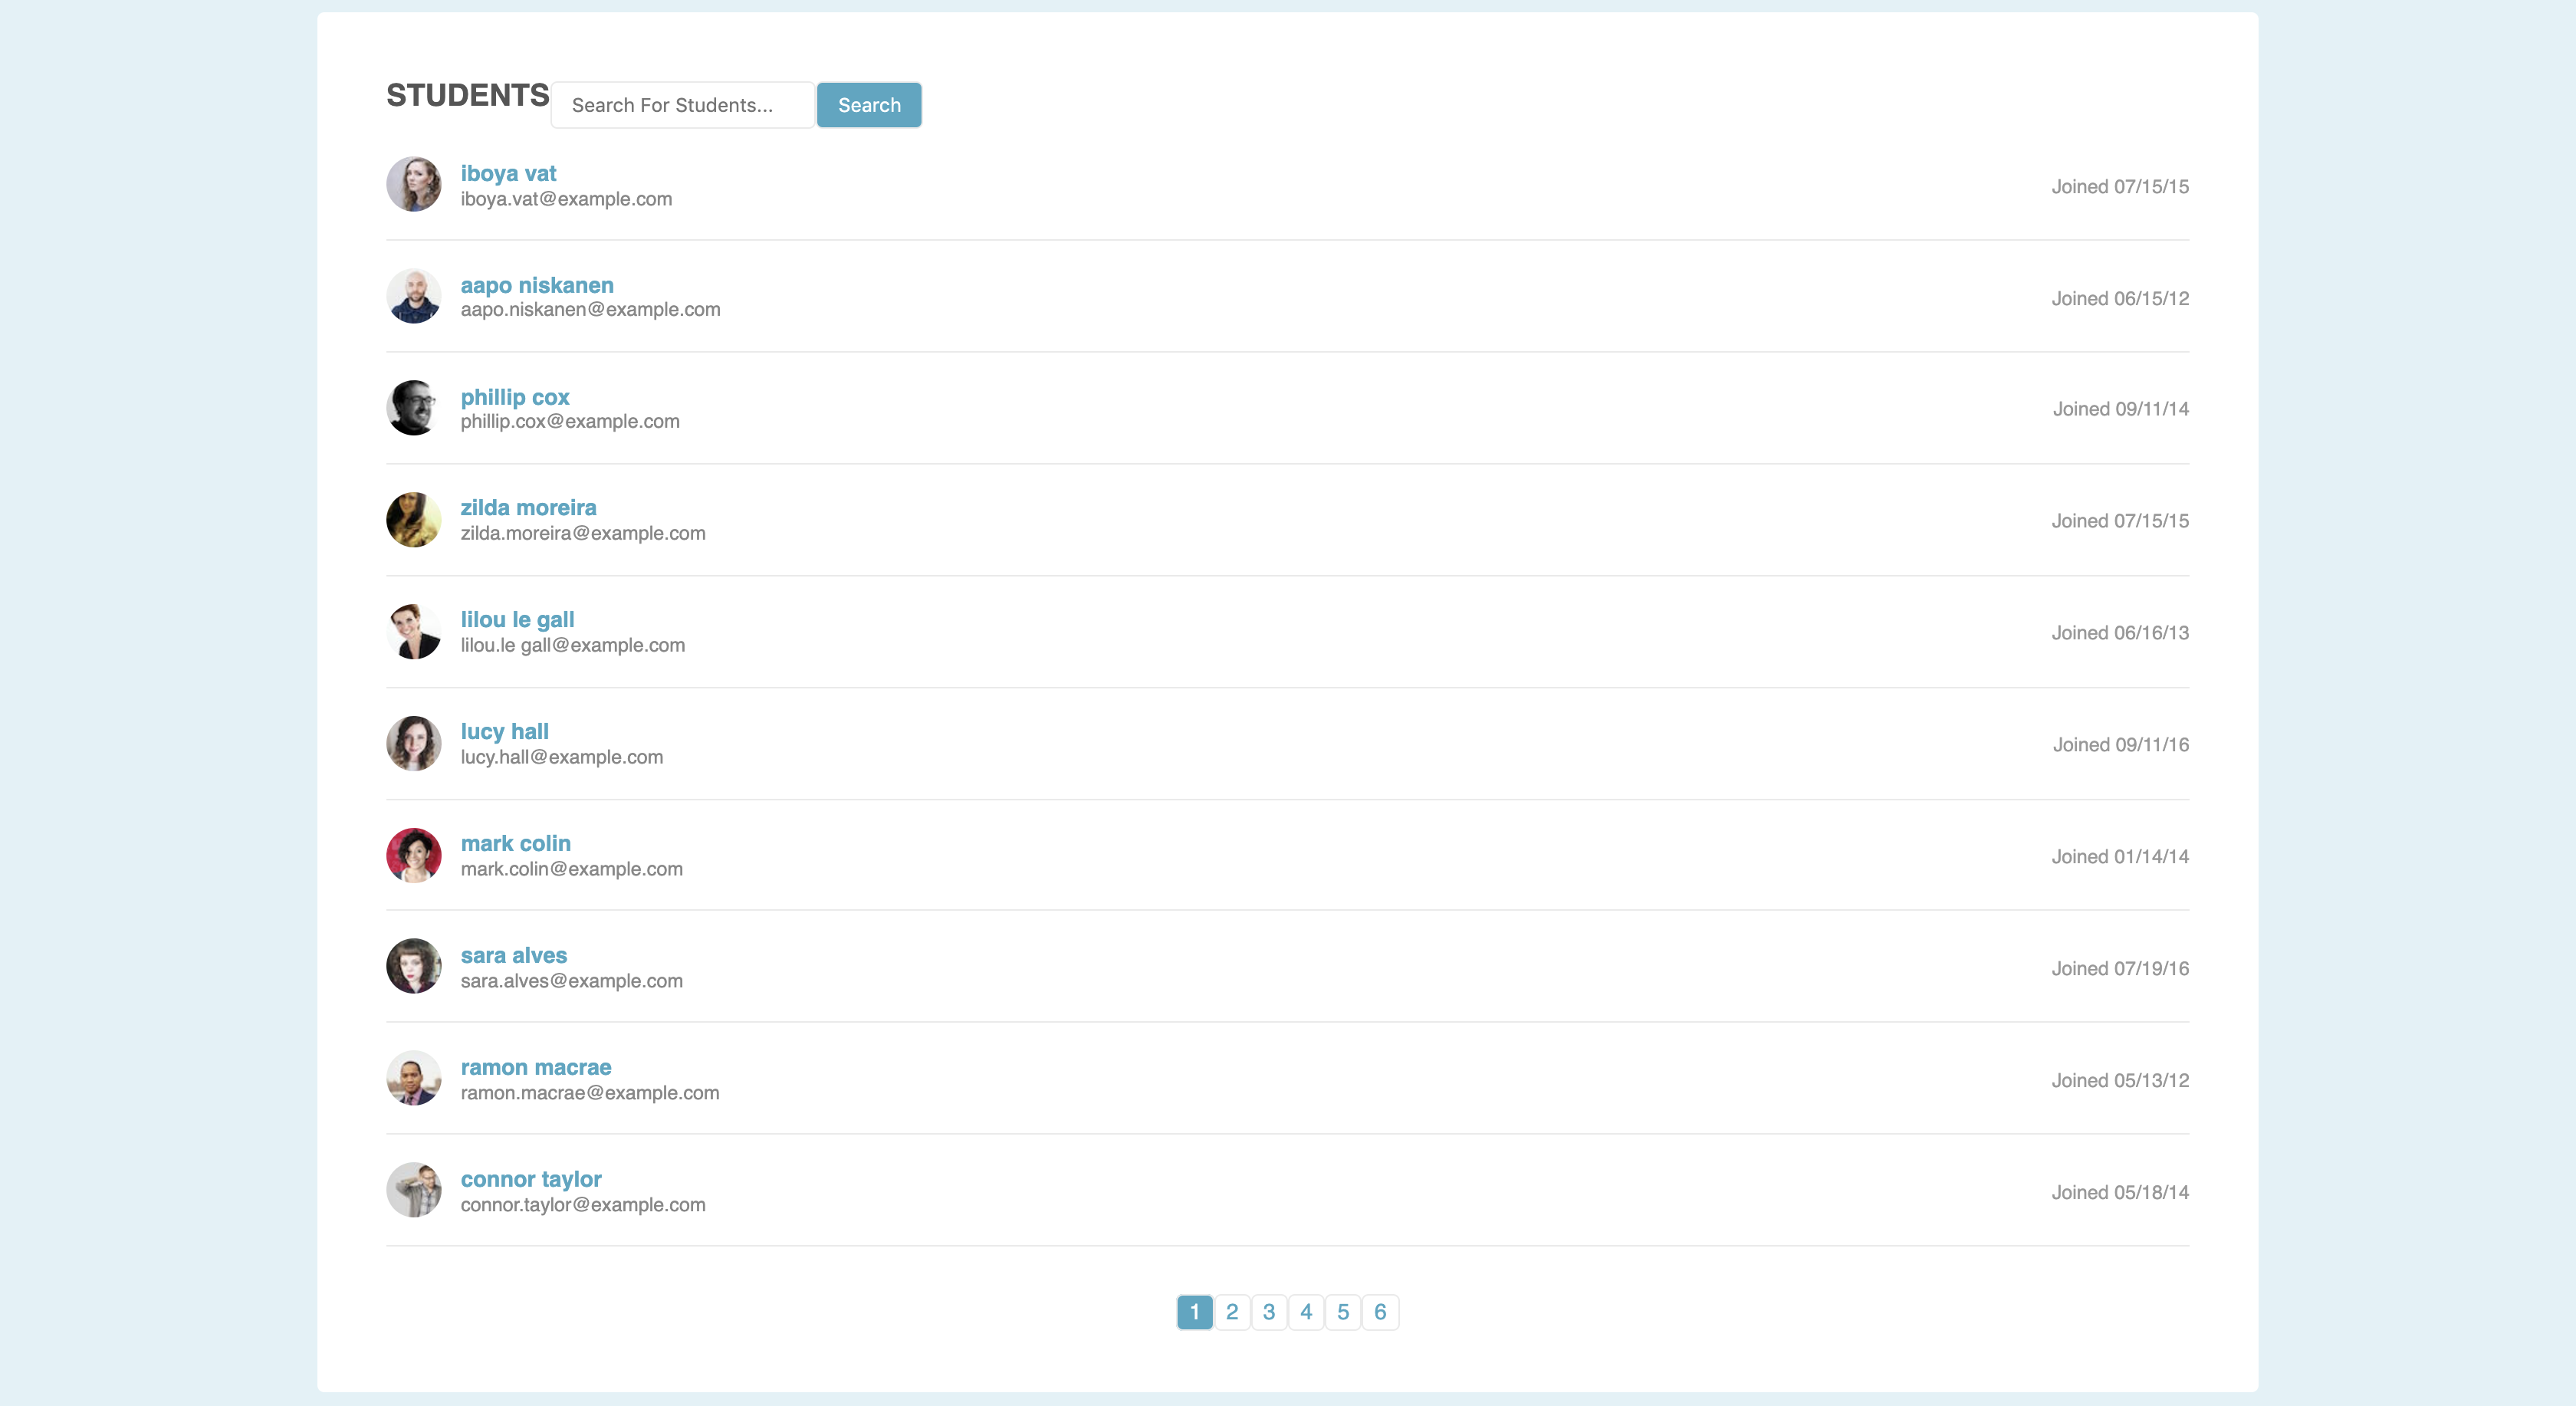 STUDENTS Search For Students... Search
iboya vat
iboya.vat@example.com
Joined 07/15/15
aapo niskanen
aapo.niskanen@example.com
Joined 06/15/12
phillip cox
phillip.cox@example.com
Joined 09/11/14
zilda moreira
zilda.moreira@example.com
Joined 07/15/15
lilou le gall
lilou.le gall@example.com
Joined 06/16/13
lucy hall
lucy.hall@example.com
Joined 09/11/16
mark colin
mark.colin@example.com
Joined 01/14/14
sara alves
sara.alves@example.com
Joined 07/19/16
ramon macrae
ramon.macrae@example.com
Joined 05/13/12
connor taylor
connor.taylor@example.com
Joined 05/18/14
1 2 3 4 5 6